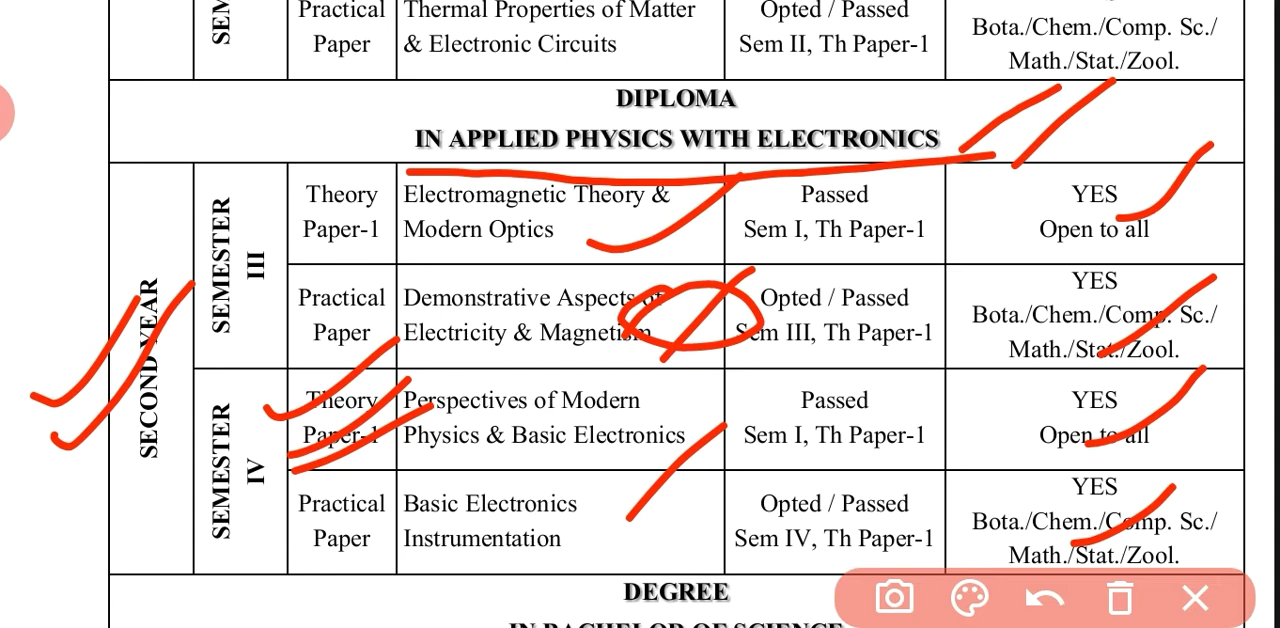 SEM
Practical
Paper
Thermal Properties of Matter
& Electronic Circuits
Opted / Passed
Sem II, Th Paper-1
Bota./Chem./Comp. Sc./
Math./Stat./Zool.
DIPLOMA
IN APPLIED PHYSICS WITH ELECTRONICS
SECOND YEAR
SEMESTER
III
Theory
Paper-1
Electromagnetic Theory &
Modern Optics
Passed
Sem I, Th Paper-1
YES
Open to all
Practical
Paper
Demonstrative Aspects of
Electricity & Magnetism
Opted / Passed
Sem III, Th Paper-1
YES
Bota./Chem./Comp. Sc./
Math./Stat./Zool.
SEMESTER
IV
Theory
Paper-1
Perspectives of Modern
Physics & Basic Electronics
Passed
Sem I, Th Paper-1
YES
Open to all
Practical
Paper
Basic Electronics
Instrumentation
Opted / Passed
Sem IV, Th Paper-1
YES
Bota./Chem./Comp. Sc./
Math./Stat./Zool.
DEGREE
IN BACHELOR OF SCIENCE